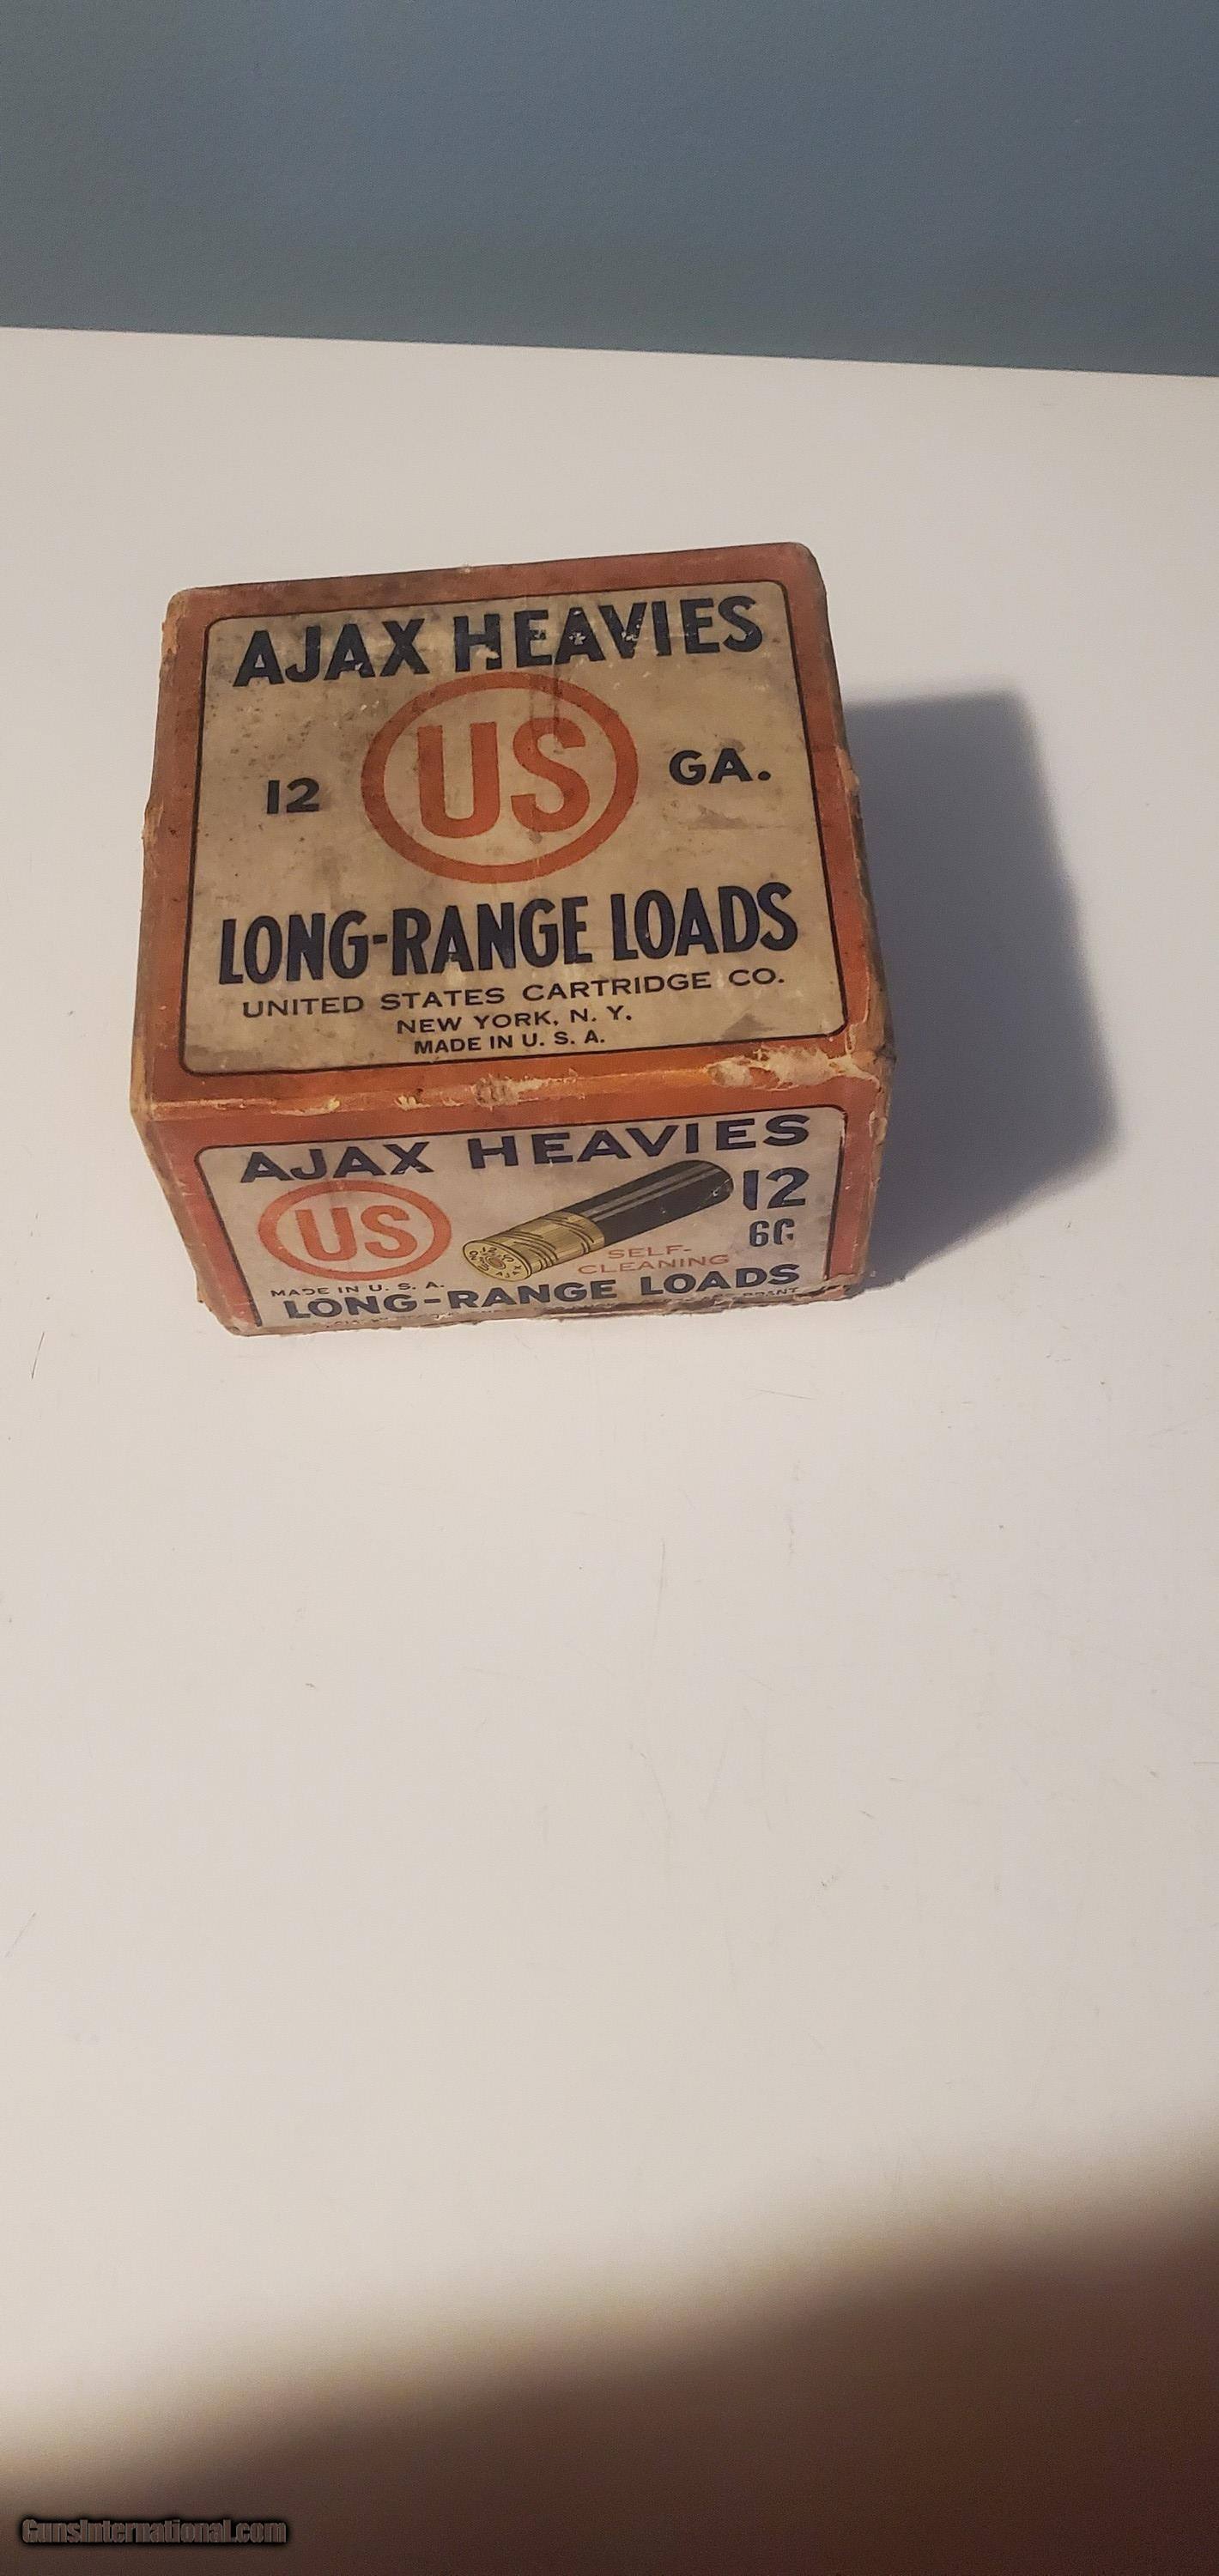 AJAX HEAVIES
12 US GA.
LONG-RANGE LOADS
UNITED STATES CARTRIDGE CO.
NEW YORK, N. Y.
MADE IN U. S. A.
AJAX HEAVIES
US 12
6C
SELF-
CLEANING
MADE IN U. S. A.
LONG-RANGE LOADS
GunsInternational.com